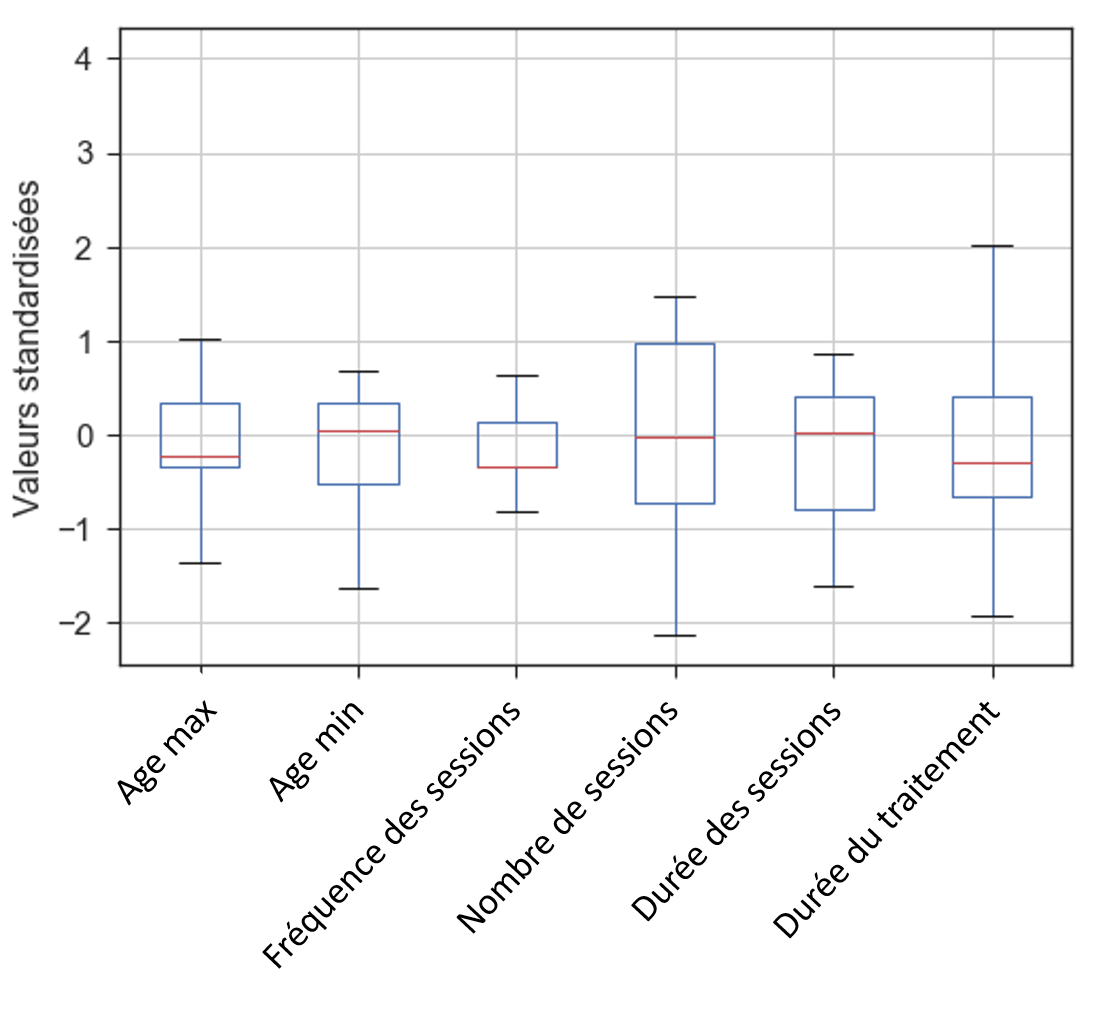 4
3
2
1
0
−1
−2
Valeurs standardisées
Age max
Age min
Fréquence des sessions
Nombre de sessions
Durée des sessions
Durée du traitement